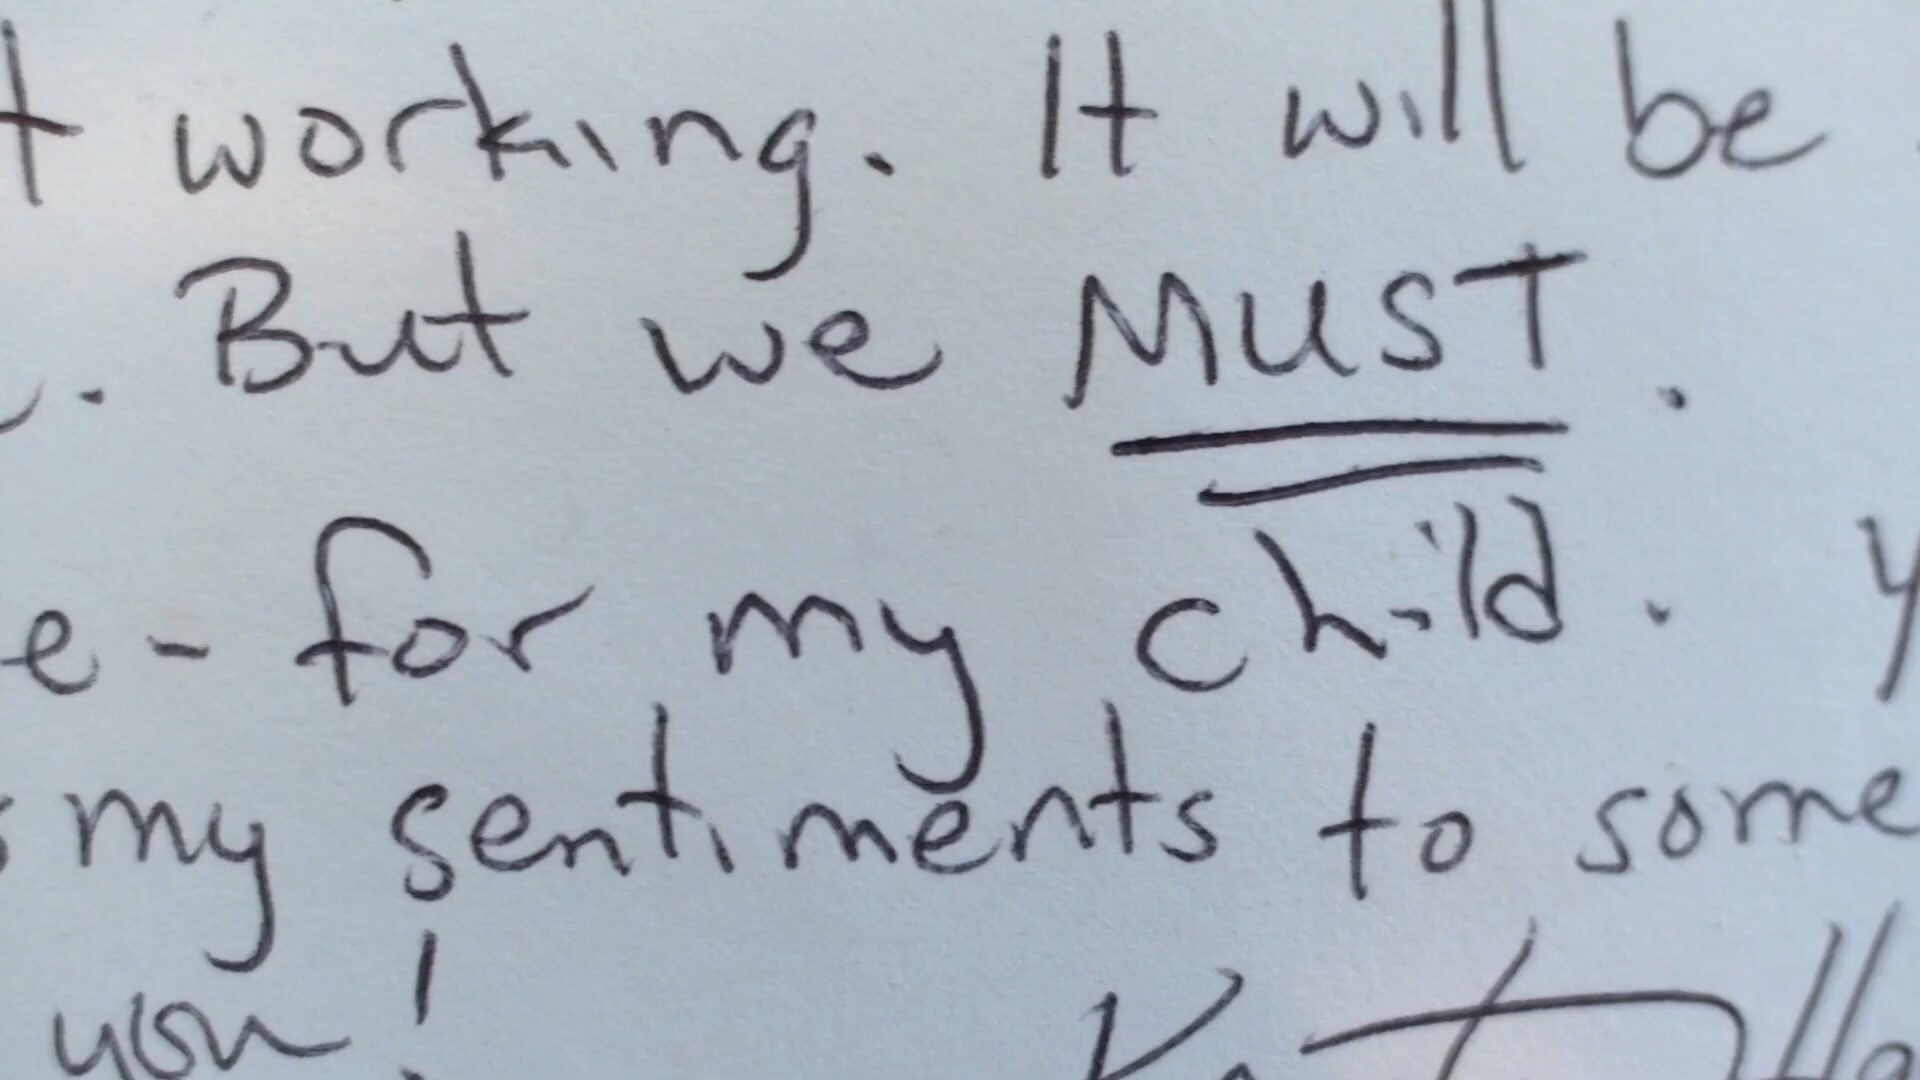 working. It will be
. But we MUST.
e - for my child. y
my sentiments to some
you!